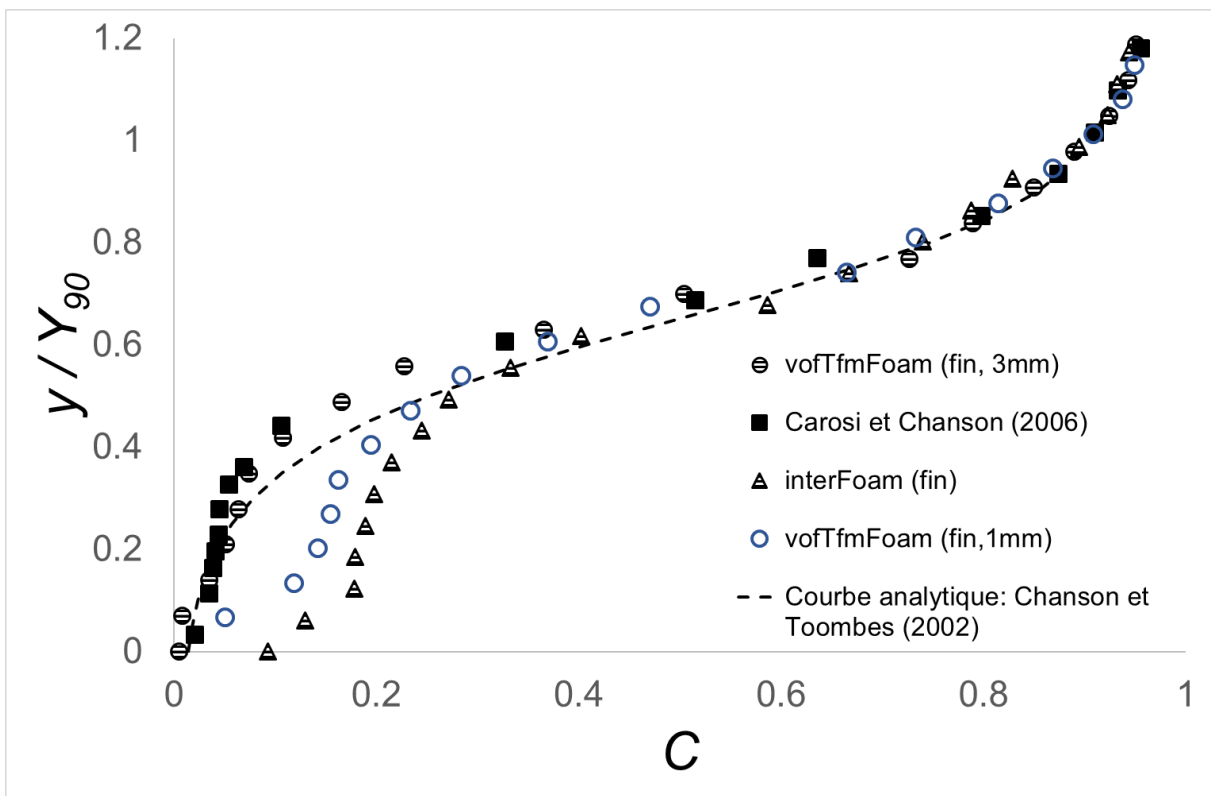 1.2
1
0.8
0.6
0.4
0.2
0
y / Y90
0 0.2 0.4 0.6 0.8 1
C
vofTfmFoam (fin, 3mm)
Carosi et Chanson (2006)
interFoam (fin)
vofTfmFoam (fin,1mm)
Courbe analytique: Chanson et
Toombes (2002)